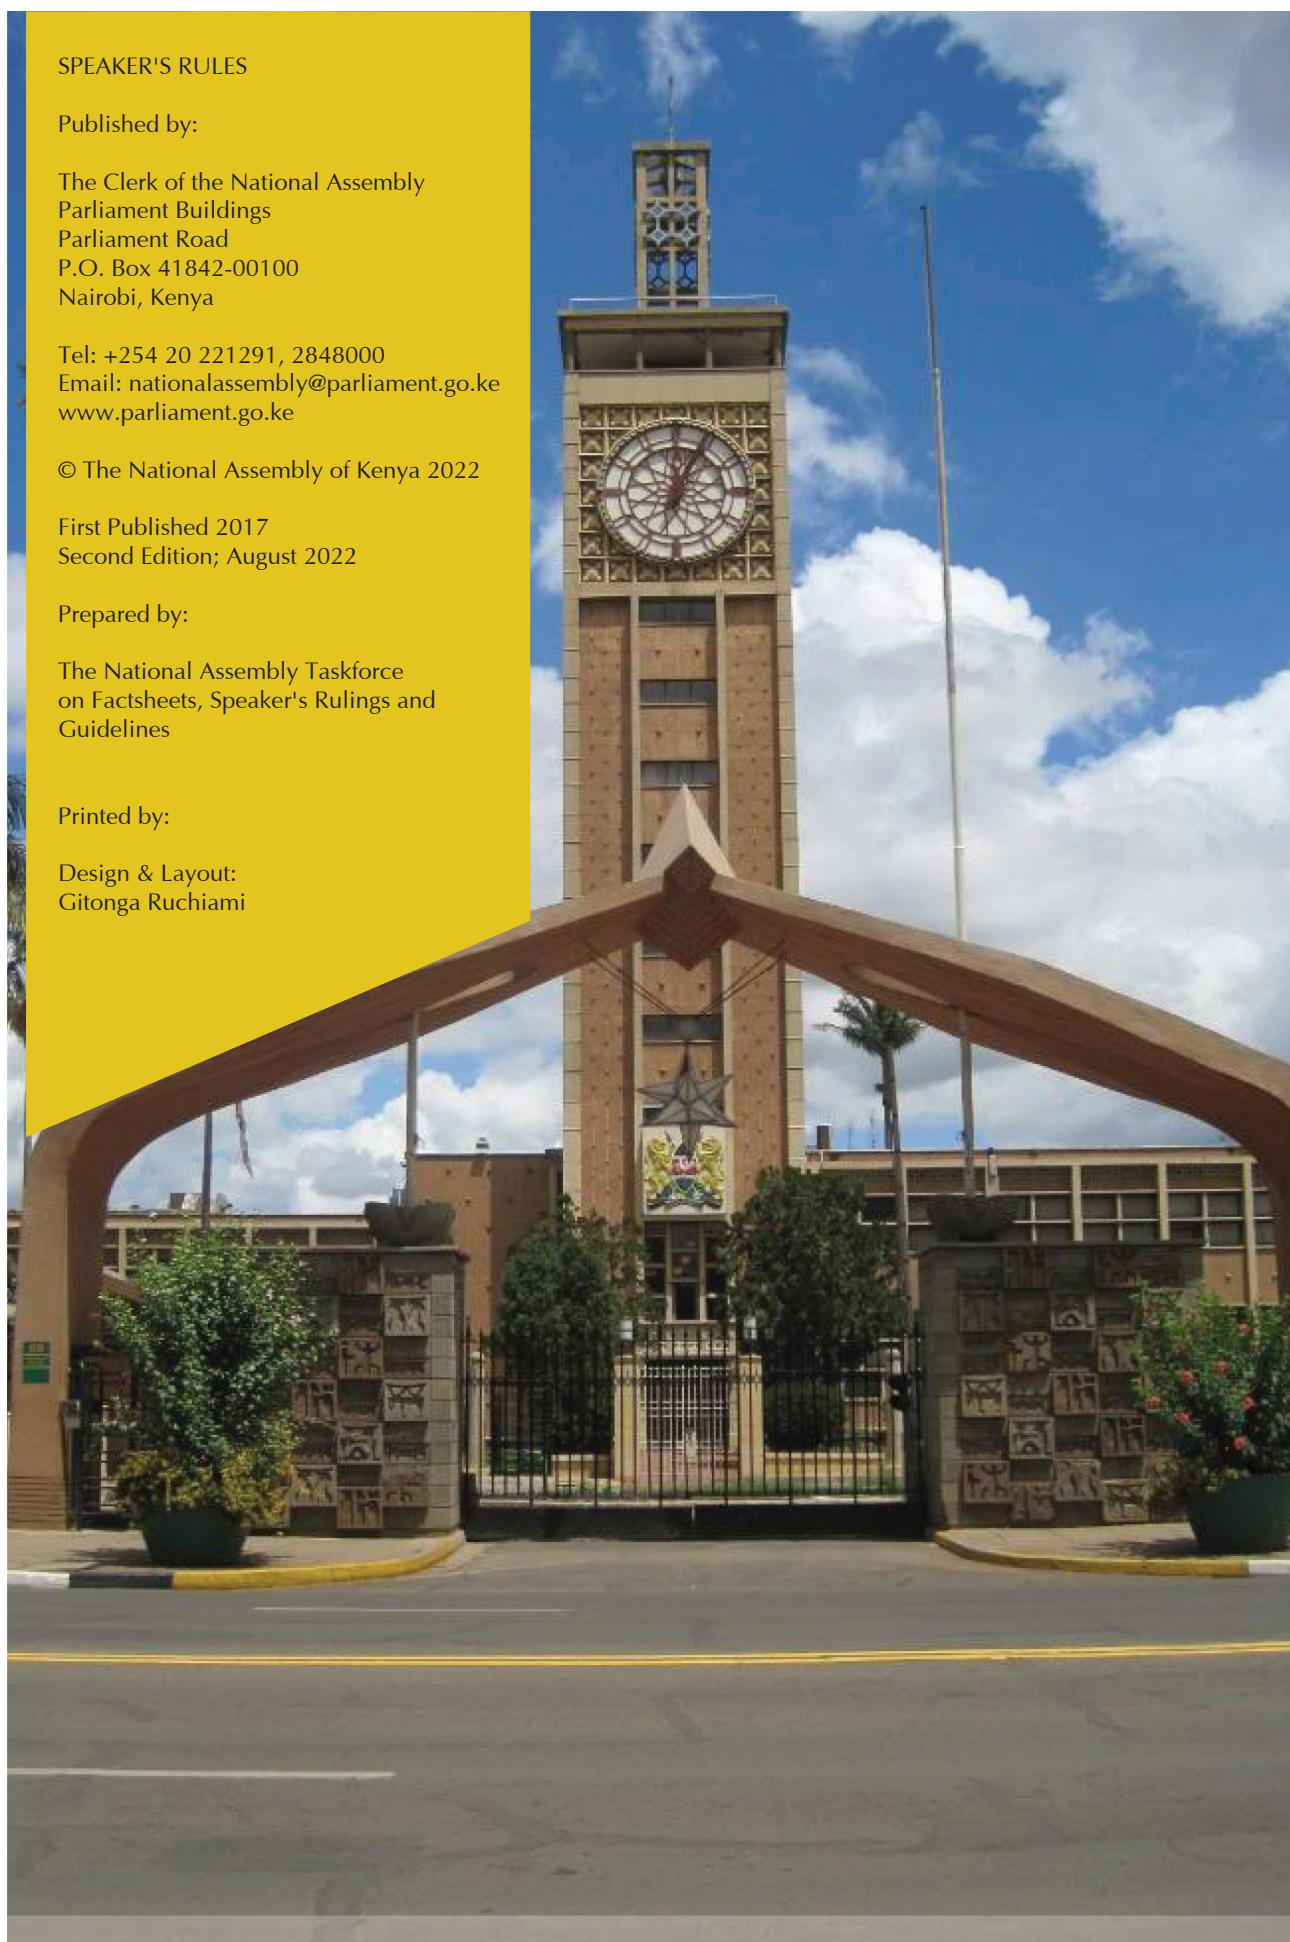 SPEAKER'S RULES
Published by:
The Clerk of the National Assembly
Parliament Buildings
Parliament Road
P.O. Box 41842-00100
Nairobi, Kenya
Tel: +254 20 221291, 2848000
Email: nationalassembly@parliament.go.ke
www.parliament.go.ke
© The National Assembly of Kenya 2022
First Published 2017
Second Edition; August 2022
Prepared by:
The National Assembly Taskforce
on Factsheets, Speaker's Rulings and
Guidelines
Printed by:
Design & Layout:
Gitonga Ruchiami